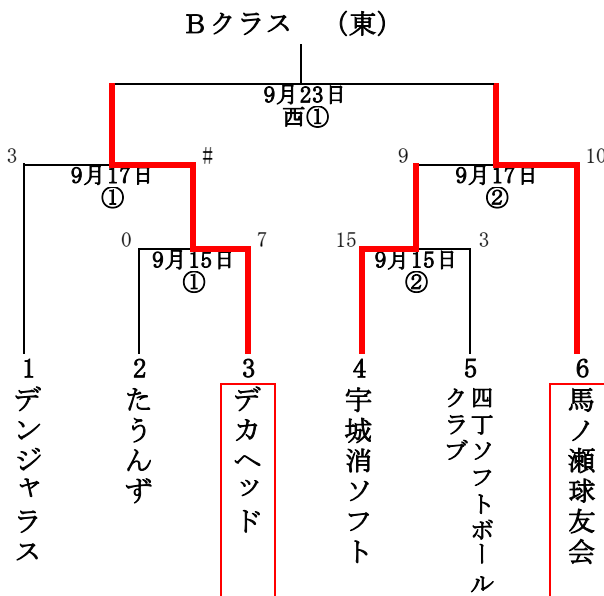 Bクラス　（東）
9月23日
西①
3
#
9
10
9月17日
①
9月17日
②
0
7
15
3
9月15日
①
9月15日
②
1
2
3
4
5
6
デンジャラス
たうんず
デカヘッド
宇城消ソフト
四丁ソフトボール
クラブ
馬ノ瀬球友会